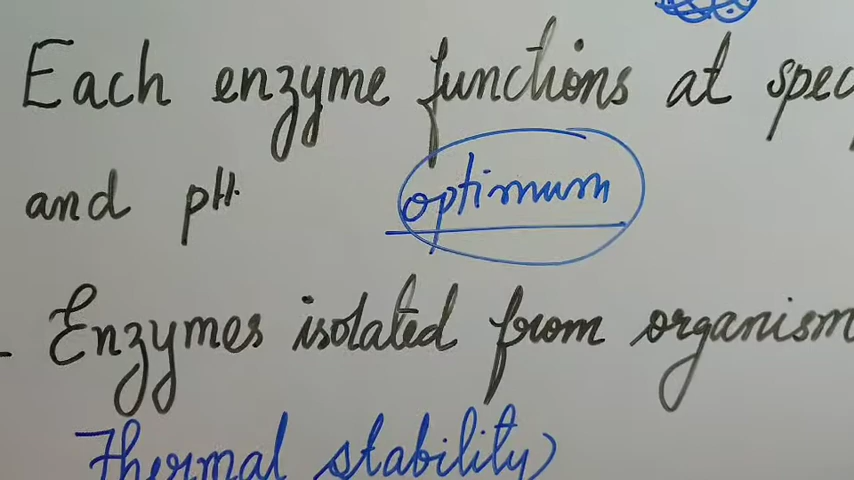 Each enzyme functions at spec
and pH.
optimum
- Enzymes isolated from organism
Thermal stability